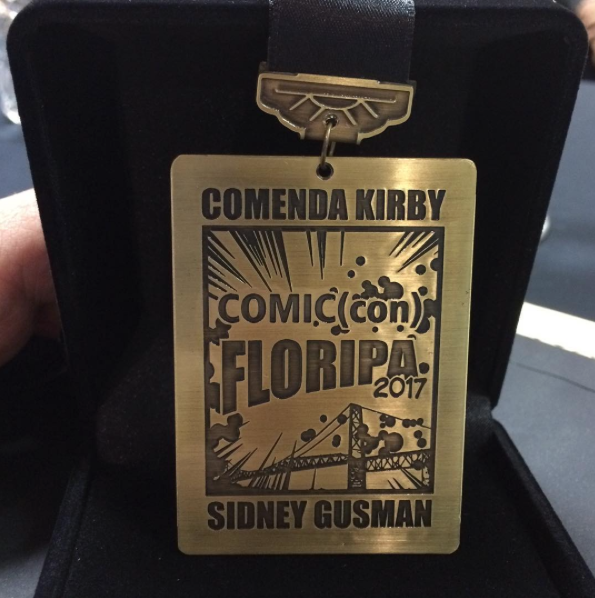 COMENDA KIRBY
COMIC(con)
FLORIPA
2017
SIDNEY GUSMAN